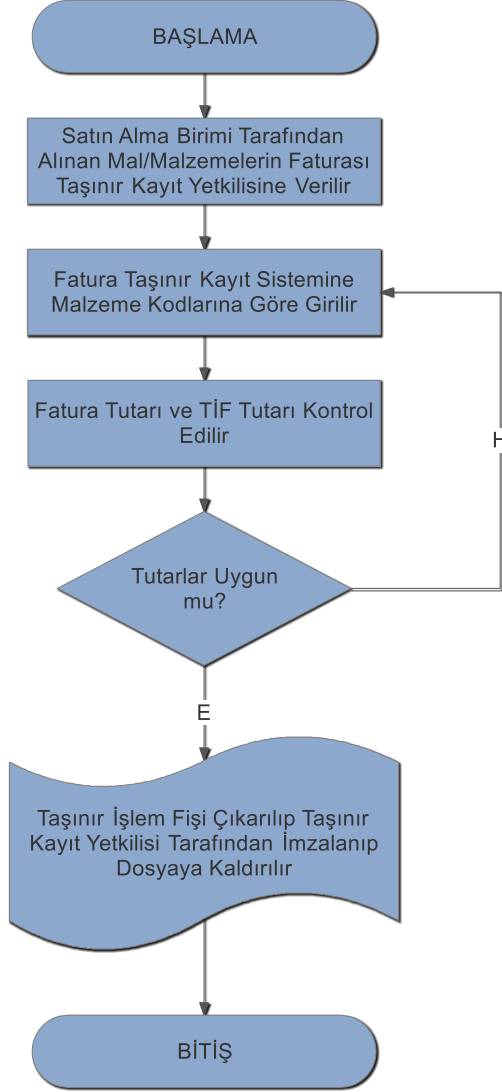 BAŞLAMA
Satın Alma Birimi Tarafından
Alınan Mal/Malzemelerin Faturası
Taşınır Kayıt Yetkilisine Verilir
Fatura Taşınır Kayıt Sistemine
Malzeme Kodlarına Göre Girilir
Fatura Tutarı ve TİF Tutarı Kontrol
Edilir
H
Tutarlar Uygun
mu?
E
Taşınır İşlem Fişi Çıkarılıp Taşınır
Kayıt Yetkilisi Tarafından İmzalanıp
Dosyaya Kaldırılır
BİTİŞ